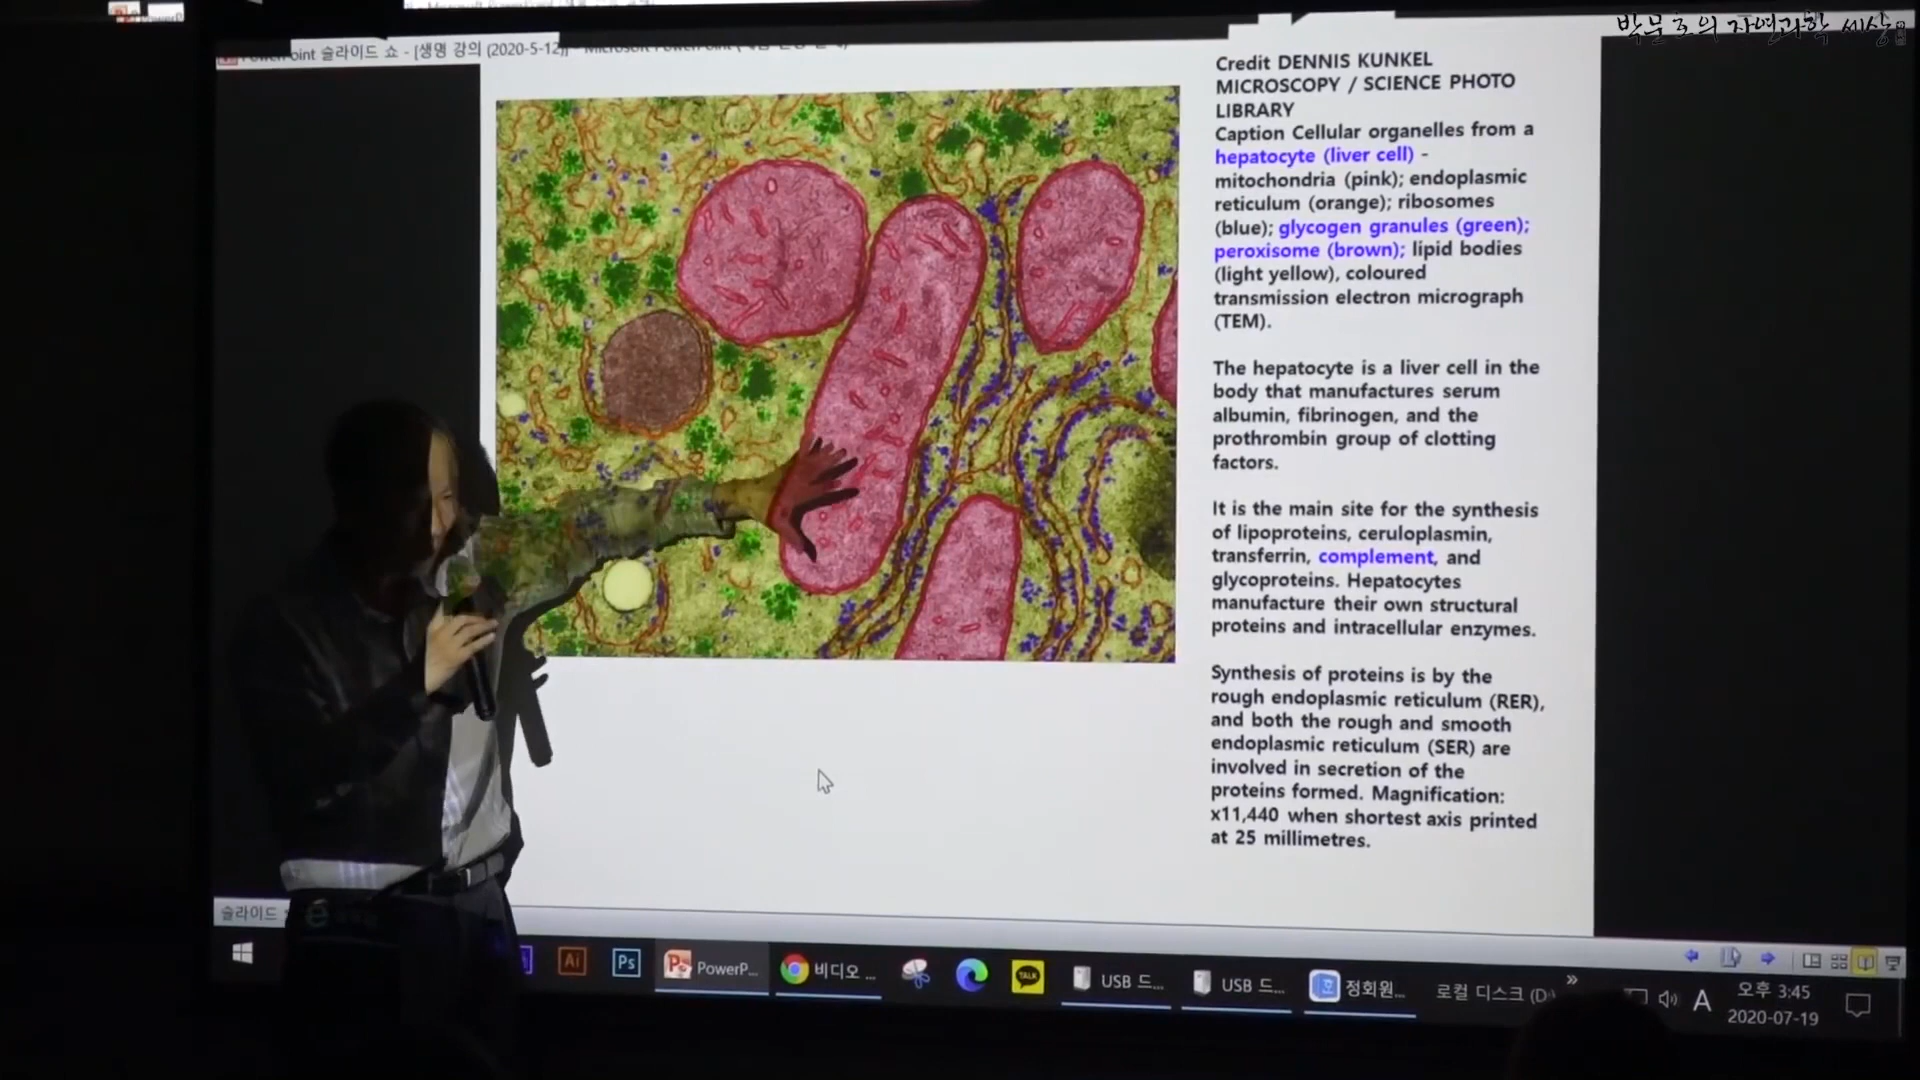 박문호의 자연과학 세상
PowerPoint 슬라이드 쇼 - [생명 강의 (2020-5-12)] - Microsoft PowerPoint
Credit DENNIS KUNKEL
MICROSCOPY / SCIENCE PHOTO
LIBRARY
Caption Cellular organelles from a
hepatocyte (liver cell) -
mitochondria (pink); endoplasmic
reticulum (orange); ribosomes
(blue); glycogen granules (green);
peroxisome (brown); lipid bodies
(light yellow), coloured
transmission electron micrograph
(TEM).
The hepatocyte is a liver cell in the
body that manufactures serum
albumin, fibrinogen, and the
prothrombin group of clotting
factors.
It is the main site for the synthesis
of lipoproteins, ceruloplasmin,
transferrin, complement, and
glycoproteins. Hepatocytes
manufacture their own structural
proteins and intracellular enzymes.
Synthesis of proteins is by the
rough endoplasmic reticulum (RER),
and both the rough and smooth
endoplasmic reticulum (SER) are
involved in secretion of the
proteins formed. Magnification:
x11,440 when shortest axis printed
at 25 millimetres.
슬라이드
Ai Ps PowerP... 비디오 ... TALK USB 드... USB 드... 정회원... 로컬 디스크 (D: » A 오후 3:45
2020-07-19